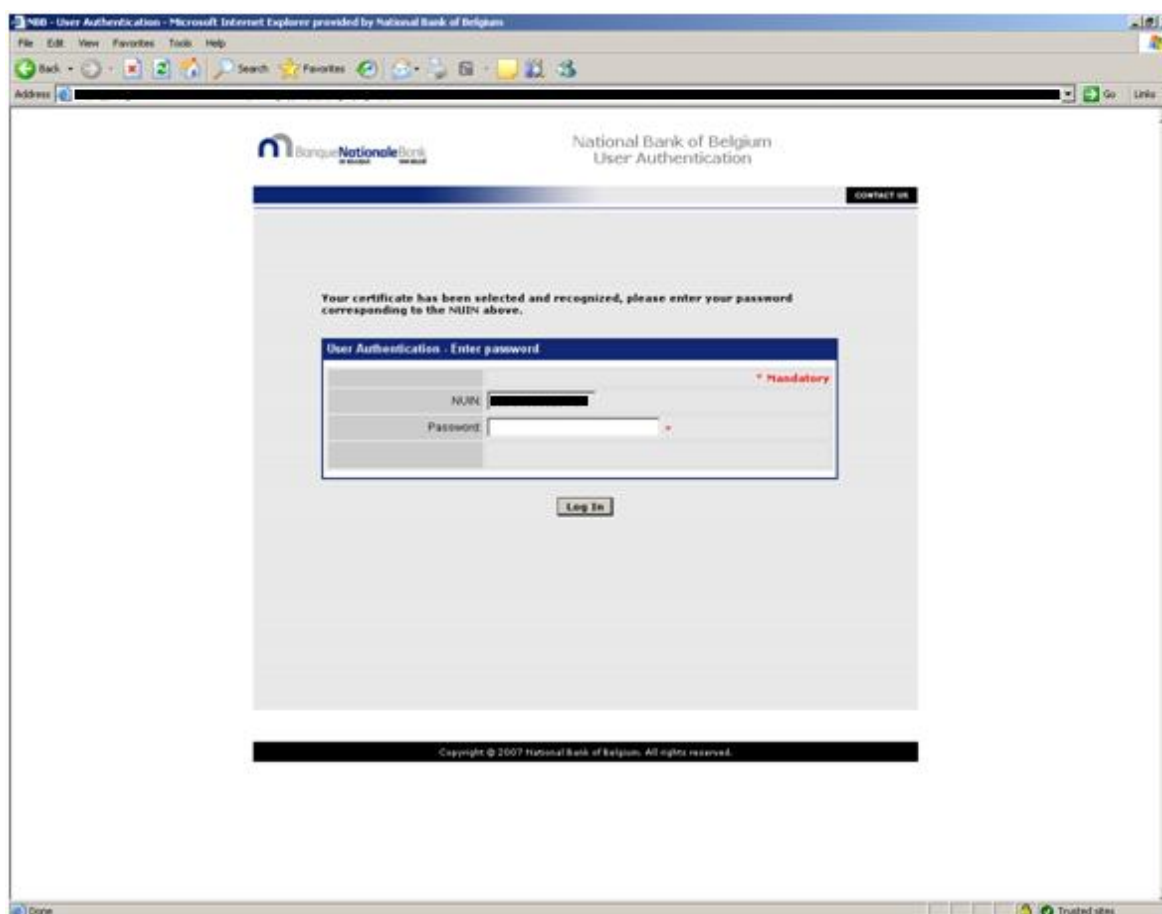 NBB - User Authentication - Microsoft Internet Explorer provided by National Bank of Belgium
File Edit View Favorites Tools Help
Back Search Favorites
Address Go Links
BanqueNationaleBank
National Bank of Belgium
User Authentication
CONTACT US
Your certificate has been selected and recognized, please enter your password
corresponding to the NUIN above.
User Authentication - Enter password
* Mandatory
NUIN:
Password: *
Log In
Copyright © 2007 National Bank of Belgium. All rights reserved.
Done Trusted sites